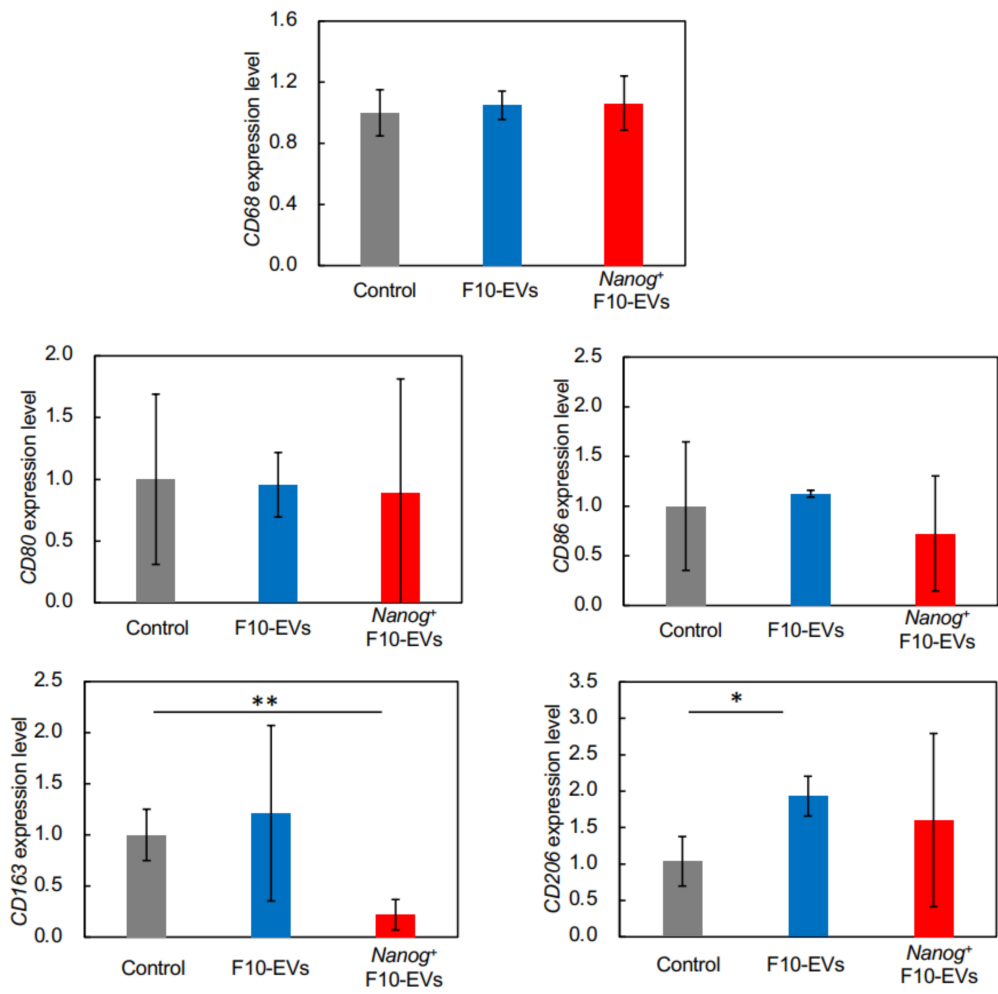 CD68 expression level
1.6
1.2
0.8
0.4
0.0
Control
F10-EVs
Nanog⁺
F10-EVs
CD80 expression level
2.0
1.5
1.0
0.5
0.0
Control
F10-EVs
Nanog⁺
F10-EVs
CD86 expression level
2.5
2.0
1.5
1.0
0.5
0.0
Control
F10-EVs
Nanog⁺
F10-EVs
CD163 expression level
2.5
2.0
1.5
1.0
0.5
0.0
**
Control
F10-EVs
Nanog⁺
F10-EVs
CD206 expression level
3.5
3.0
2.5
2.0
1.5
1.0
0.5
0.0
*
Control
F10-EVs
Nanog⁺
F10-EVs